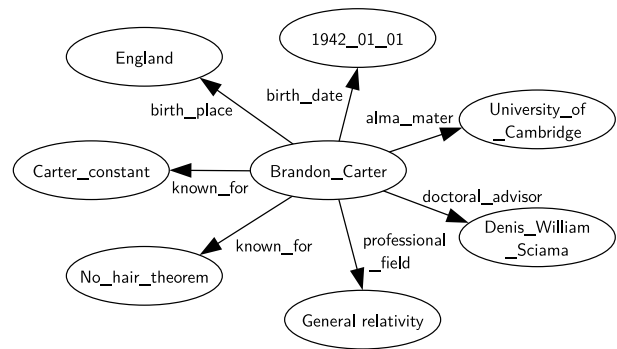 1942_01_01
England
birth_place
birth_date
alma_mater
University_of
_Cambridge
Carter_constant
known_for
Brandon_Carter
doctoral_advisor
Denis_William
_Sciama
known_for
professional
_field
No_hair_theorem
General relativity